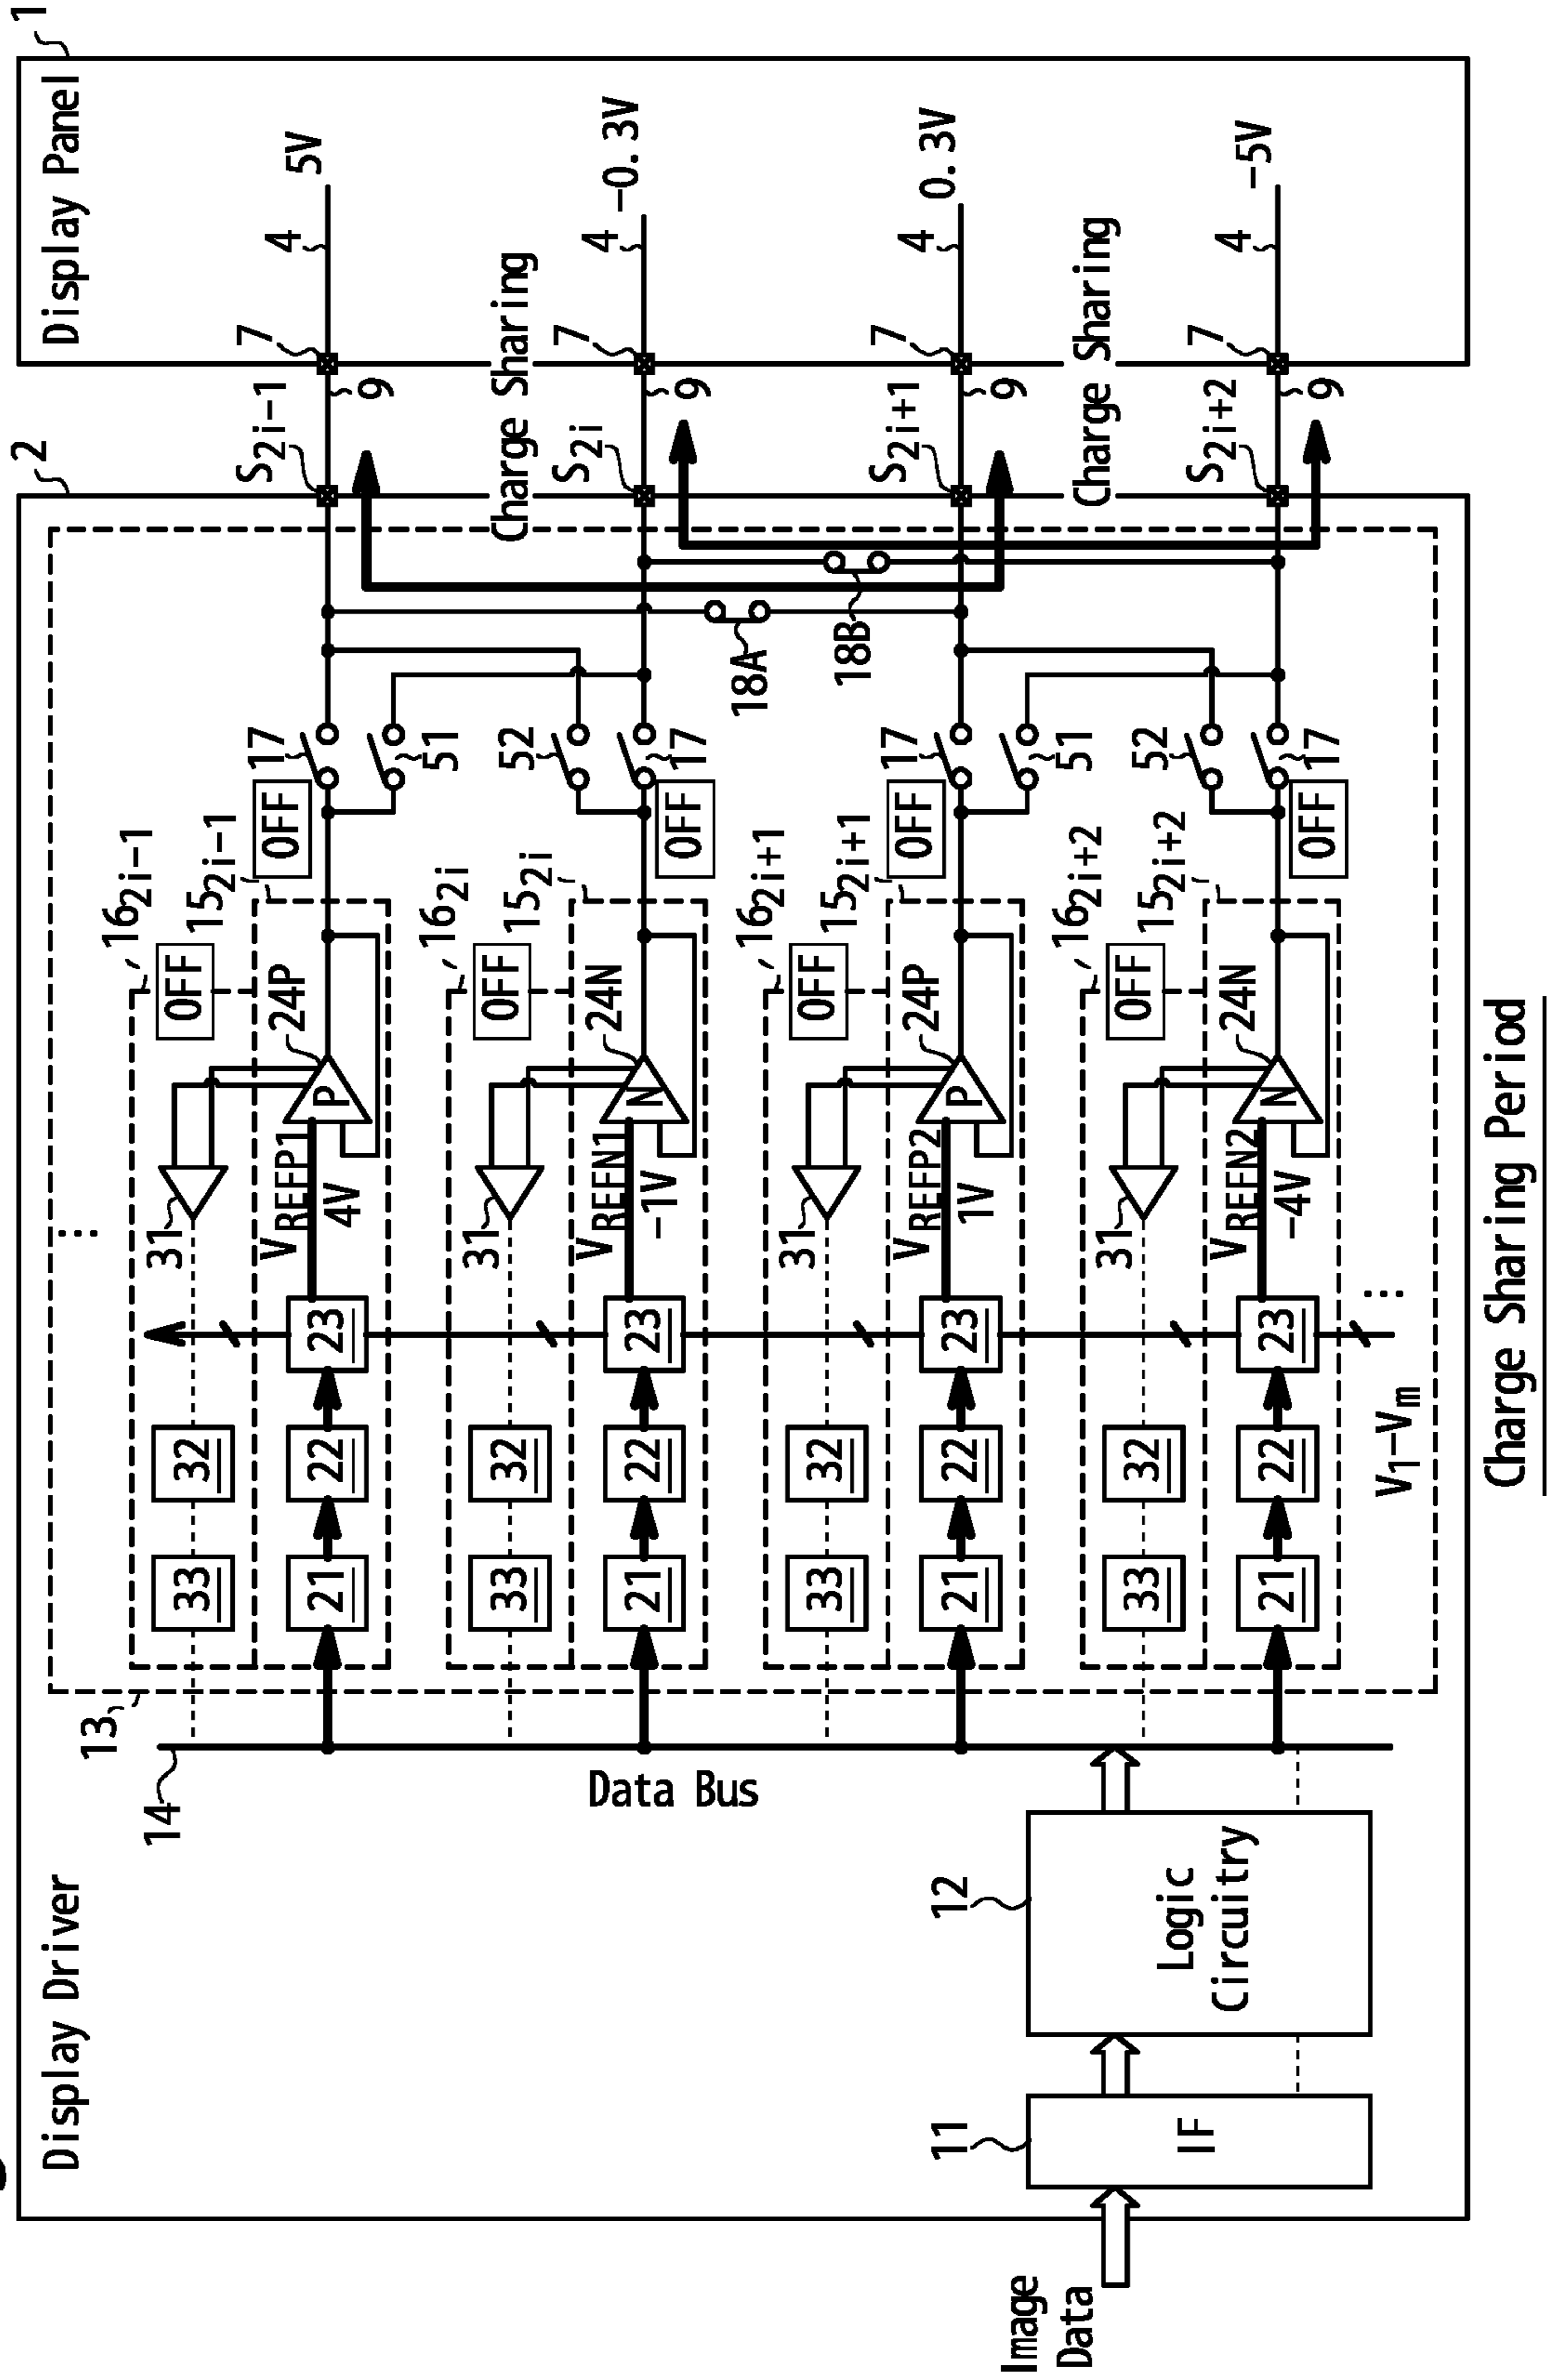 Display Driver
2
Display Panel
1
13
14
33
32
31
16₂ᵢ₋₁
OFF
15₂ᵢ₋₁
21
22
23
VREFP1
4V
24P
P
OFF
17
51
S₂ᵢ₋₁
9
7
4
5V
Charge Sharing
33
32
31
16₂ᵢ
OFF
15₂ᵢ
21
22
23
VREFN1
-1V
24N
N
OFF
52
17
S₂ᵢ
9
7
4
-0.3V
18A
18B
Data Bus
33
32
31
16₂ᵢ₊₁
OFF
15₂ᵢ₊₁
21
22
23
VREFP2
1V
24P
P
OFF
17
51
S₂ᵢ₊₁
9
7
4
0.3V
Charge Sharing
33
32
31
16₂ᵢ₊₂
OFF
15₂ᵢ₊₂
21
22
23
VREFN2
-4V
24N
N
OFF
52
17
S₂ᵢ₊₂
9
7
4
-5V
V₁-Vₘ
Image
Data
11
IF
12
Logic
Circuitry
Charge Sharing Period